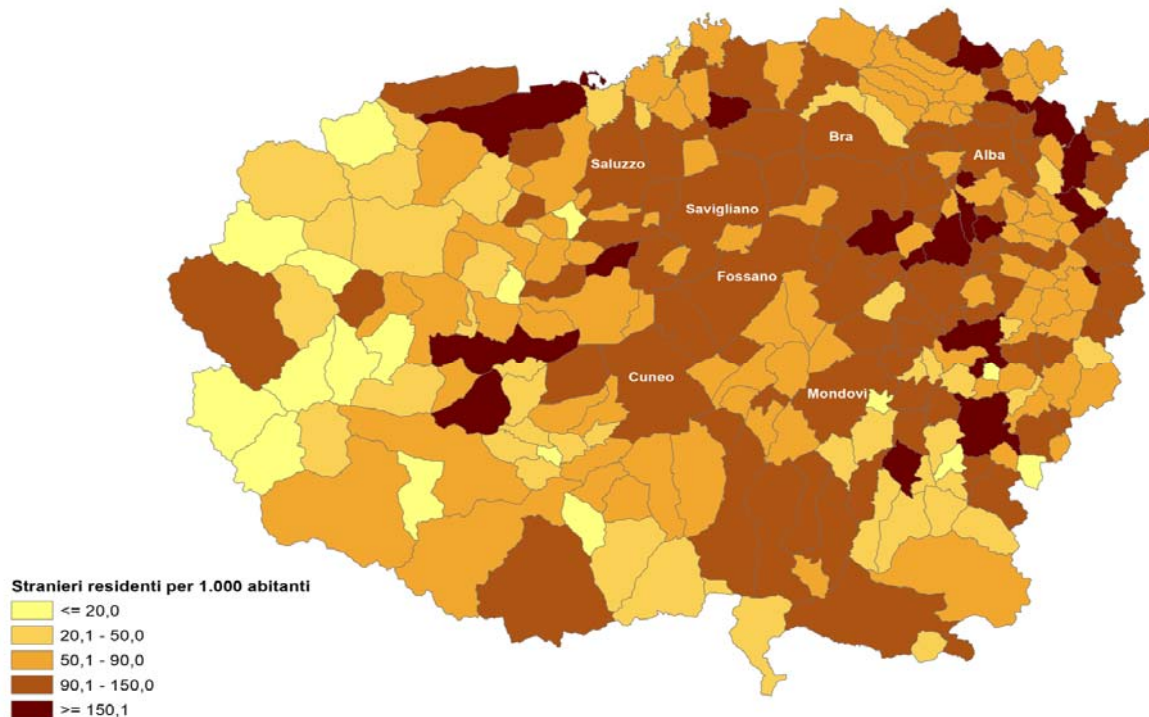 Bra
Alba
Saluzzo
Savigliano
Fossano
Cuneo
Mondovì
Stranieri residenti per 1.000 abitanti
<= 20,0
20,1 - 50,0
50,1 - 90,0
90,1 - 150,0
>= 150,1